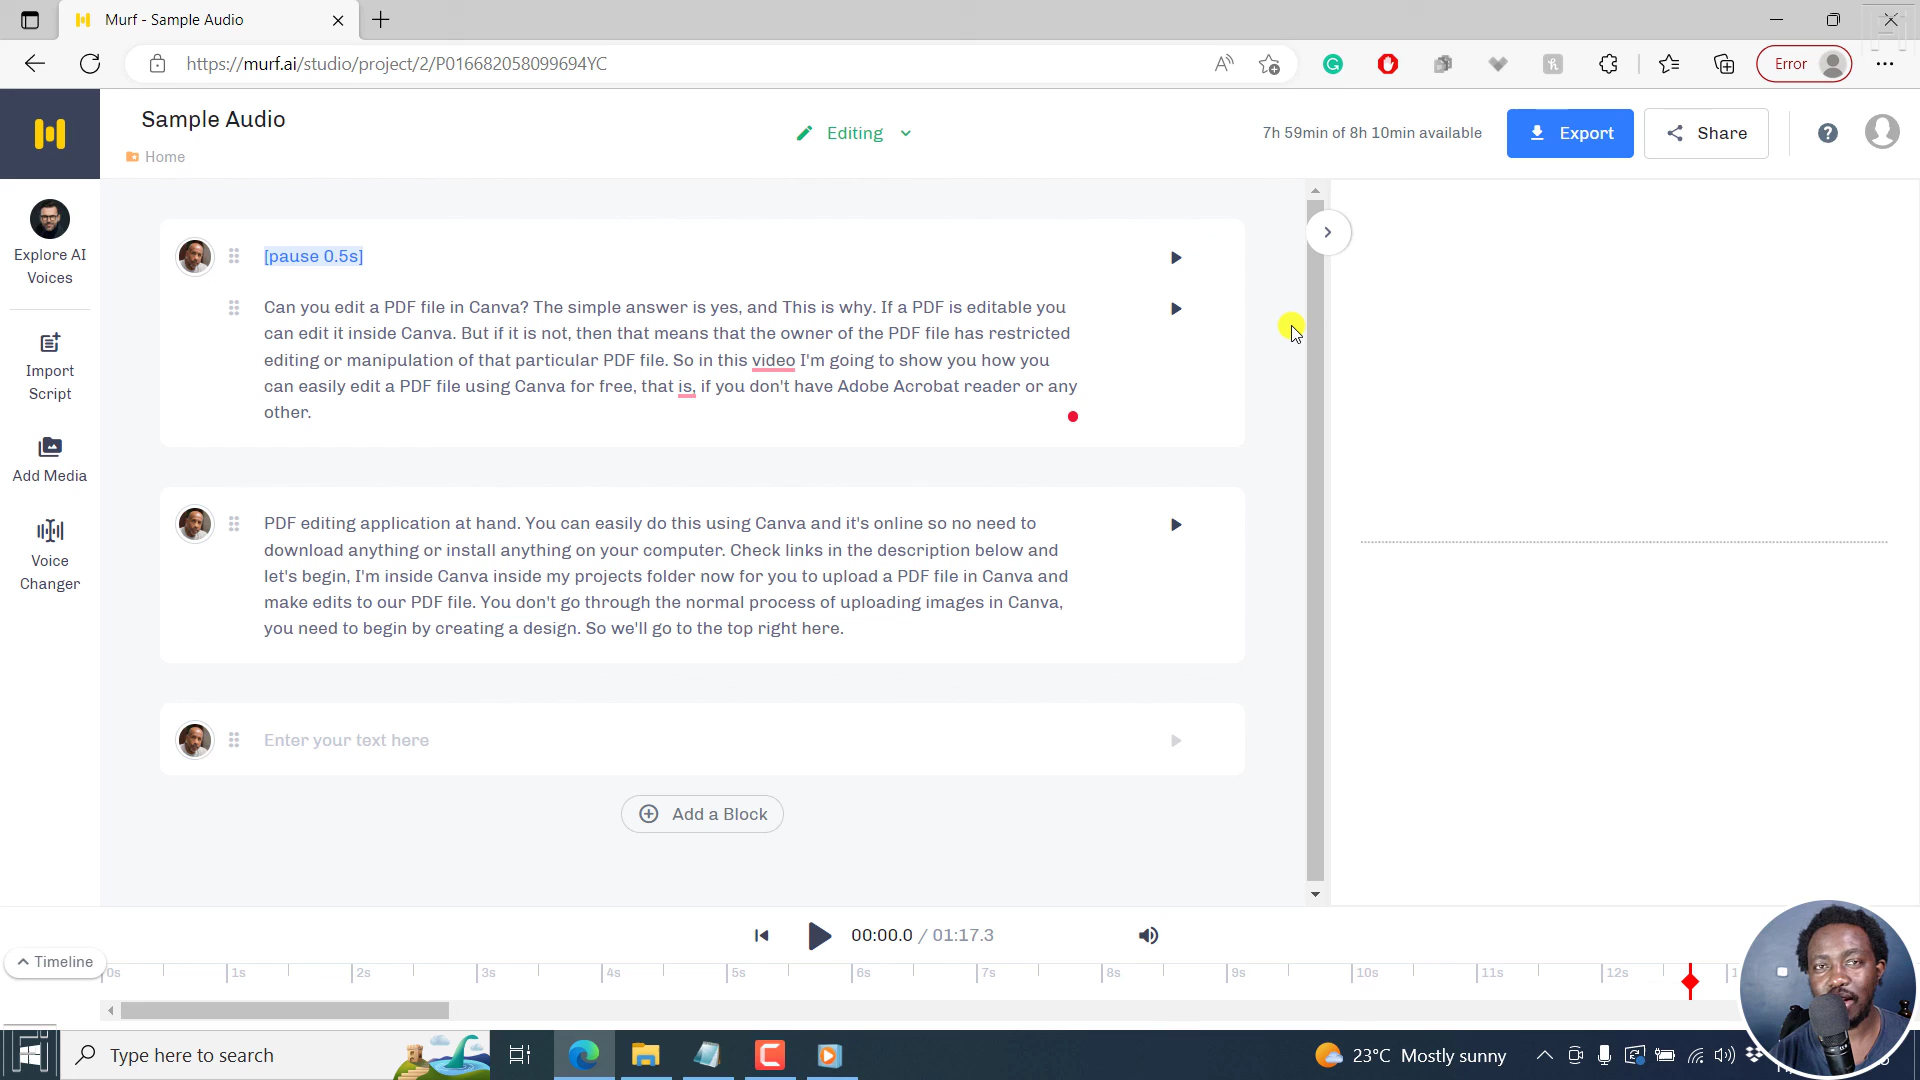 Murf - Sample Audio
https://murf.ai/studio/project/2/P016682058099694YC
Error
Sample Audio
Home
Editing
7h 59min of 8h 10min available
Export
Share
Explore AI
Voices
Import
Script
Add Media
Voice
Changer
[pause 0.5s]
Can you edit a PDF file in Canva? The simple answer is yes, and This is why. If a PDF is editable you
can edit it inside Canva. But if it is not, then that means that the owner of the PDF file has restricted
editing or manipulation of that particular PDF file. So in this video I'm going to show you how you
can easily edit a PDF file using Canva for free, that is, if you don't have Adobe Acrobat reader or any
other.
PDF editing application at hand. You can easily do this using Canva and it's online so no need to
download anything or install anything on your computer. Check links in the description below and
let's begin, I'm inside Canva inside my projects folder now for you to upload a PDF file in Canva and
make edits to our PDF file. You don't go through the normal process of uploading images in Canva,
you need to begin by creating a design. So we'll go to the top right here.
Enter your text here
Add a Block
00:00.0 / 01:17.3
Timeline
0s 1s 2s 3s 4s 5s 6s 7s 8s 9s 10s 11s 12s
Type here to search
23°C Mostly sunny